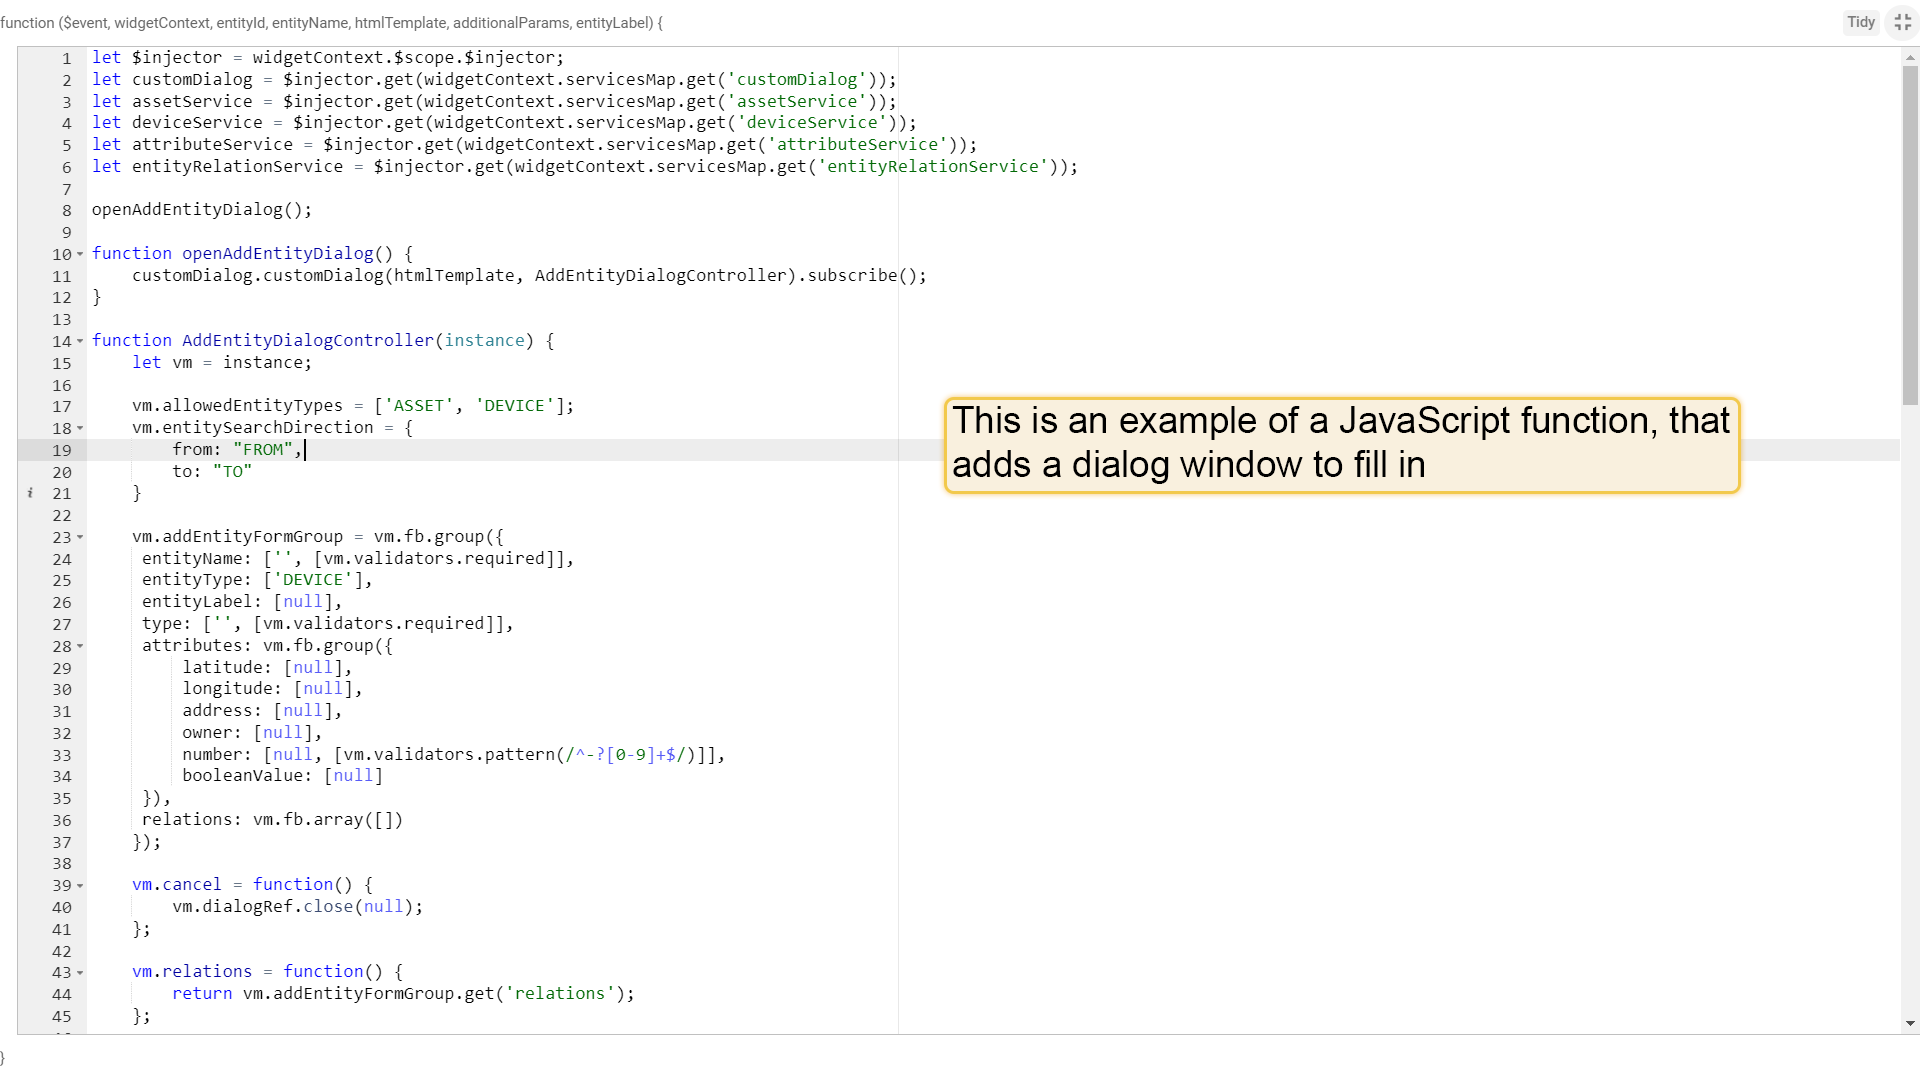 function ($event, widgetContext, entityId, entityName, htmlTemplate, additionalParams, entityLabel) {
Tidy
1 let $injector = widgetContext.$scope.$injector;
2 let customDialog = $injector.get(widgetContext.servicesMap.get('customDialog'));
3 let assetService = $injector.get(widgetContext.servicesMap.get('assetService'));
4 let deviceService = $injector.get(widgetContext.servicesMap.get('deviceService'));
5 let attributeService = $injector.get(widgetContext.servicesMap.get('attributeService'));
6 let entityRelationService = $injector.get(widgetContext.servicesMap.get('entityRelationService'));
7
8 openAddEntityDialog();
9
10 function openAddEntityDialog() {
11     customDialog.customDialog(htmlTemplate, AddEntityDialogController).subscribe();
12 }
13
14 function AddEntityDialogController(instance) {
15     let vm = instance;
16
17     vm.allowedEntityTypes = ['ASSET', 'DEVICE'];
18     vm.entitySearchDirection = {
19         from: "FROM",
20         to: "TO"
i 21     }
22
23     vm.addEntityFormGroup = vm.fb.group({
24      entityName: ['', [vm.validators.required]],
25      entityType: ['DEVICE'],
26      entityLabel: [null],
27      type: ['', [vm.validators.required]],
28      attributes: vm.fb.group({
29          latitude: [null],
30          longitude: [null],
31          address: [null],
32          owner: [null],
33          number: [null, [vm.validators.pattern(/^-?[0-9]+$/)]],
34          booleanValue: [null]
35      }),
36      relations: vm.fb.array([])
37     });
38
39     vm.cancel = function() {
40         vm.dialogRef.close(null);
41     };
42
43     vm.relations = function() {
44         return vm.addEntityFormGroup.get('relations');
45     };
}
This is an example of a JavaScript function, that
adds a dialog window to fill in